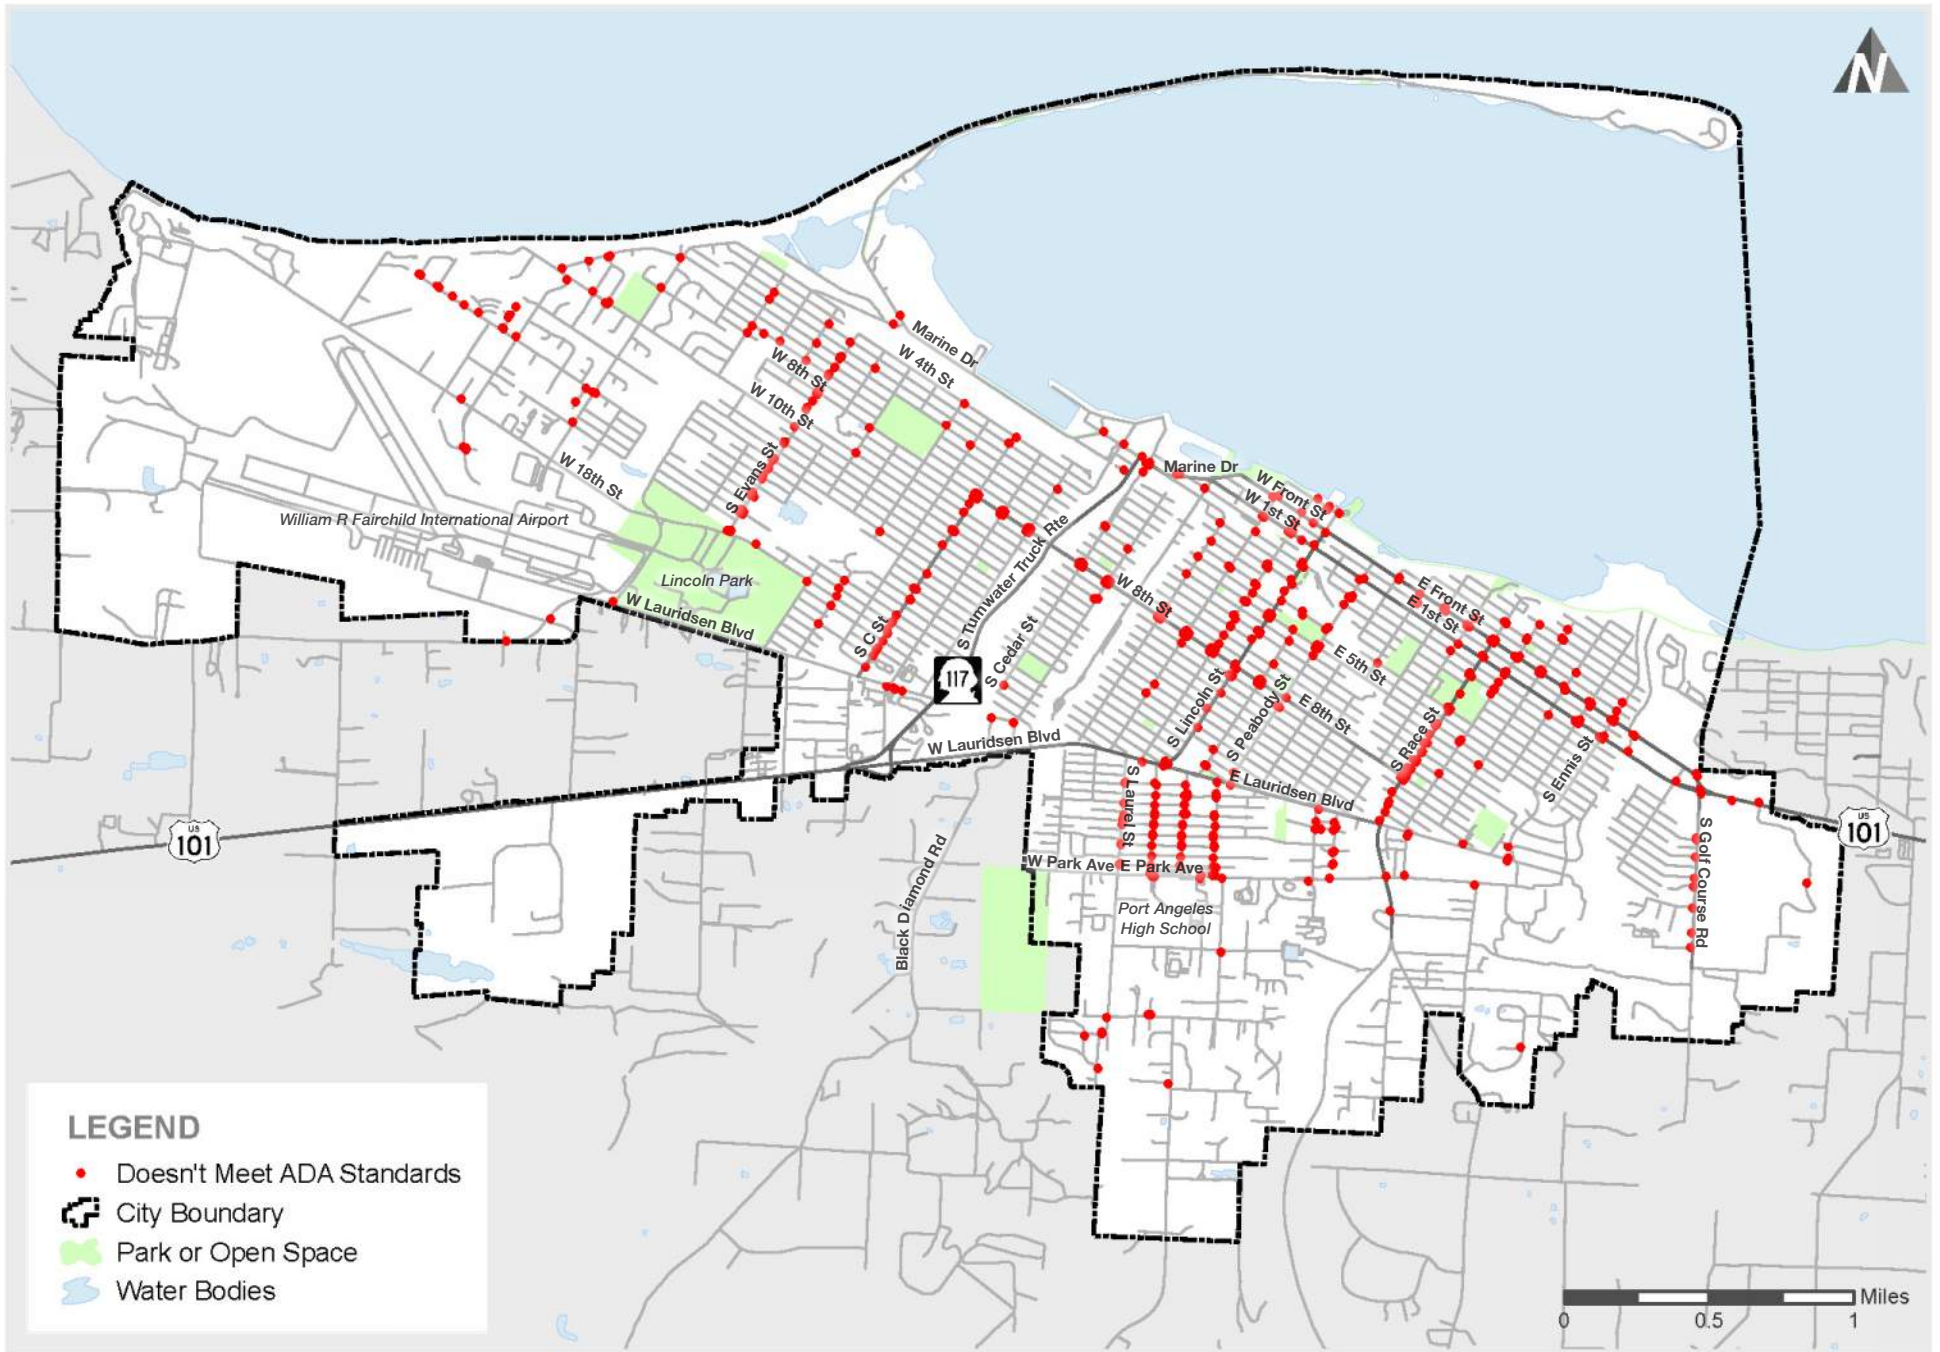 N
Marine Dr
W 4th St
W 8th St
W 10th St
S Evans St
W 18th St
William R Fairchild International Airport
Marine Dr
W Front St
W 1st St
Lincoln Park
W Lauridsen Blvd
S C St
S Tumwater Truck Rte
S Cedar St
117
W 8th St
E Front St
E 1st St
E 5th St
S Lincoln St
S Peabody St
E 8th St
S Race St
S Ennis St
W Lauridsen Blvd
E Lauridsen Blvd
S Laurel St
US
101
US
101
W Park Ave
E Park Ave
Black Diamond Rd
S Golf Course Rd
Port Angeles
High School
LEGEND
Doesn't Meet ADA Standards
City Boundary
Park or Open Space
Water Bodies
Miles
0 0.5 1